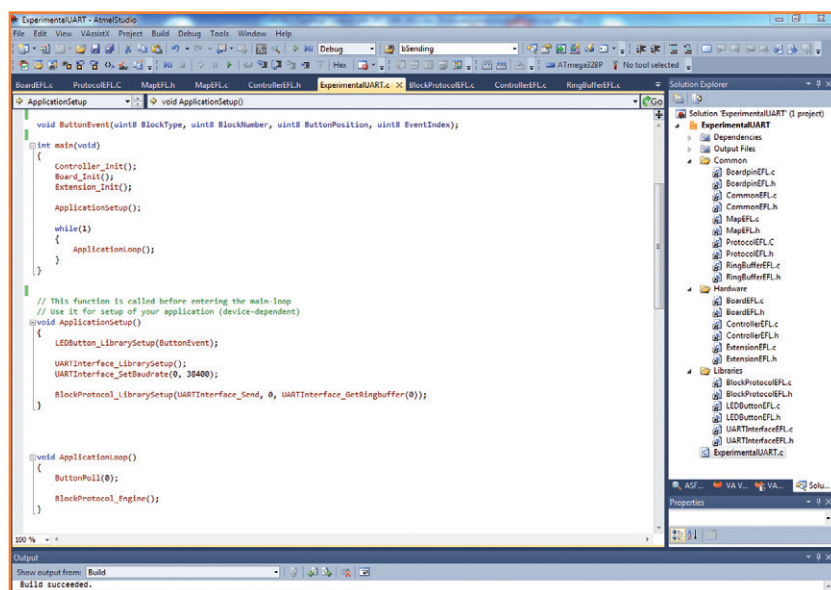 ExperimentalUART - AtmelStudio
File Edit View VAssistX Project Build Debug Tools Window Help
Debug bSending
Hex ATmega328P No tool selected
BoardEFL.c ProtocolEFL.C MapEFL.h MapEFL.c ControllerEFL.h ExperimentalUART.c BlockProtocolEFL.c ControllerEFL.c RingBufferEFL.c
ApplicationSetup void ApplicationSetup() Go
void ButtonEvent(uint8 BlockType, uint8 BlockNumber, uint8 ButtonPosition, uint8 EventIndex);
int main(void)
{
Controller_Init();
Board_Init();
Extension_Init();
ApplicationSetup();
while(1)
{
ApplicationLoop();
}
}
// This function is called before entering the main-loop
// Use it for setup of your application (device-dependent)
void ApplicationSetup()
{
LEDButton_LibrarySetup(ButtonEvent);
UARTInterface_LibrarySetup();
UARTInterface_SetBaudrate(0, 38400);
BlockProtocol_LibrarySetup(UARTInterface_Send, 0, UARTInterface_GetRingbuffer(0));
}
void ApplicationLoop()
{
ButtonPoll(0);
BlockProtocol_Engine();
}
100 %
Output
Show output from: Build
Build succeeded.
Solution Explorer
Solution 'ExperimentalUART' (1 project)
ExperimentalUART
Dependencies
Output Files
Common
BoardpinEFL.c
BoardpinEFL.h
CommonEFL.c
CommonEFL.h
MapEFL.c
MapEFL.h
ProtocolEFL.C
ProtocolEFL.h
RingBufferEFL.c
RingBufferEFL.h
Hardware
BoardEFL.c
BoardEFL.h
ControllerEFL.c
ControllerEFL.h
ExtensionEFL.c
ExtensionEFL.h
Libraries
BlockProtocolEFL.c
BlockProtocolEFL.h
LEDButtonEFL.c
LEDButtonEFL.h
UARTInterfaceEFL.c
UARTInterfaceEFL.h
ExperimentalUART.c
ASF... VA V... VA... Solu...
Properties